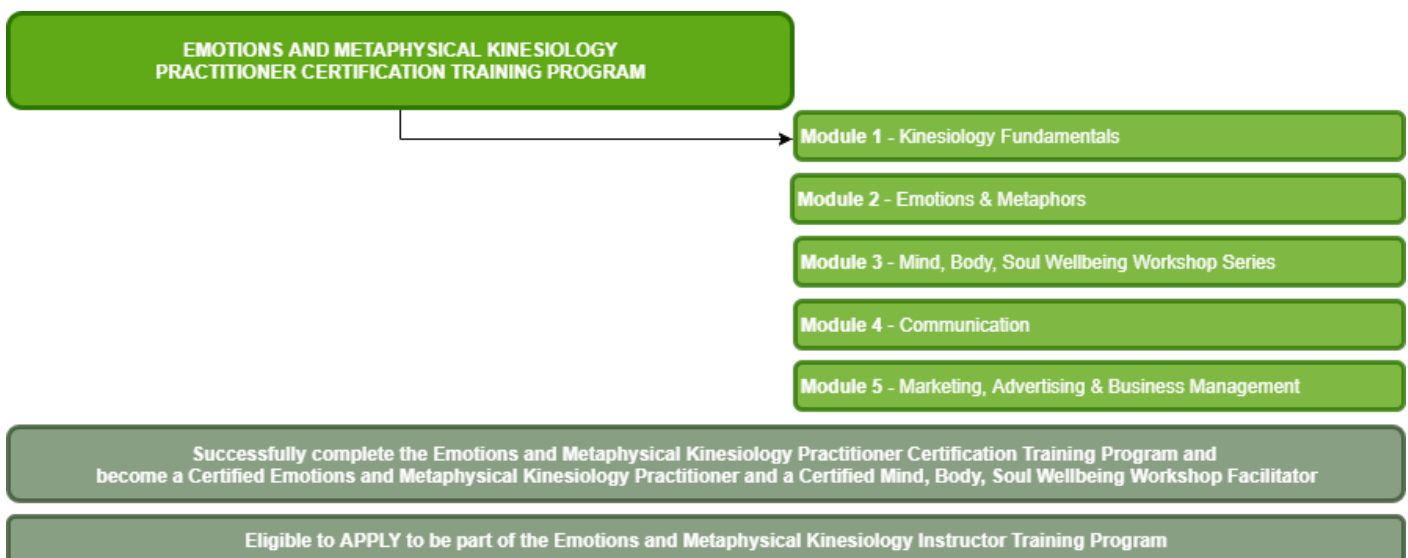 EMOTIONS AND METAPHYSICAL KINESIOLOGY
PRACTITIONER CERTIFICATION TRAINING PROGRAM
Module 1 - Kinesiology Fundamentals
Module 2 - Emotions & Metaphors
Module 3 - Mind, Body, Soul Wellbeing Workshop Series
Module 4 - Communication
Module 5 - Marketing, Advertising & Business Management
Successfully complete the Emotions and Metaphysical Kinesiology Practitioner Certification Training Program and
become a Certified Emotions and Metaphysical Kinesiology Practitioner and a Certified Mind, Body, Soul Wellbeing Workshop Facilitator
Eligible to APPLY to be part of the Emotions and Metaphysical Kinesiology Instructor Training Program